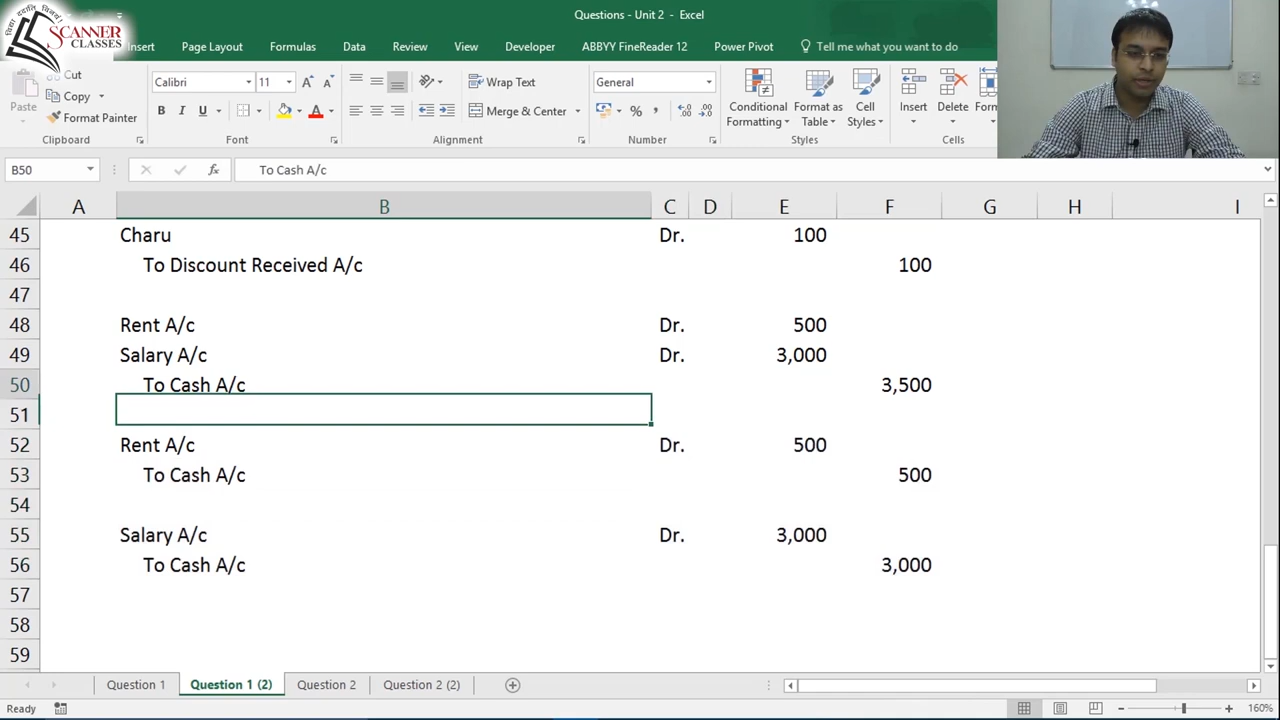 SCANNER
CLASSES
Questions - Unit 2 - Excel
Insert
Page Layout
Formulas
Data
Review
View
Developer
ABBYY FineReader 12
Power Pivot
Tell me what you want to do
Paste
Cut
Copy
Format Painter
Clipboard
Calibri
11
B I U
A
Font
Wrap Text
Merge & Center
Alignment
General
%
Number
Conditional
Formatting
Format as
Table
Cell
Styles
Styles
Insert
Delete
Cells
B50
fx
To Cash A/c
A B C D E F G H I
45 Charu Dr. 100
46 To Discount Received A/c 100
47
48 Rent A/c Dr. 500
49 Salary A/c Dr. 3,000
50 To Cash A/c 3,500
51
52 Rent A/c Dr. 500
53 To Cash A/c 500
54
55 Salary A/c Dr. 3,000
56 To Cash A/c 3,000
57
58
59
Question 1
Question 1 (2)
Question 2
Question 2 (2)
Ready
160%